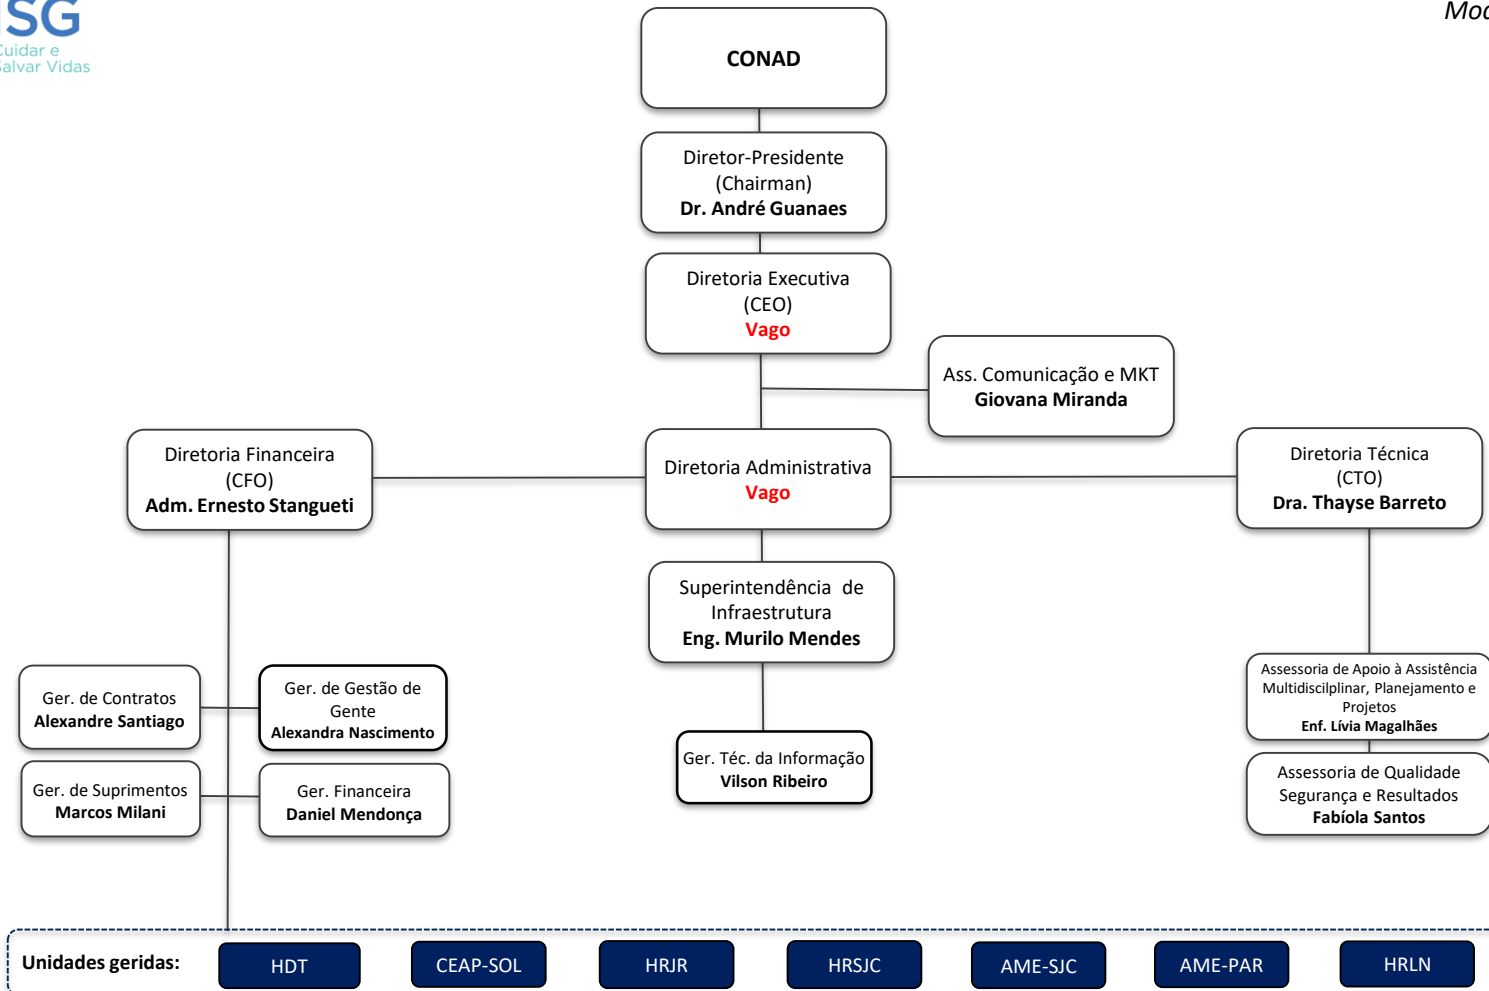 ISG
Cuidar e
Salvar Vidas
CONAD
Diretor-Presidente
(Chairman)
Dr. André Guanaes
Diretoria Executiva
(CEO)
Vago
Ass. Comunicação e MKT
Giovana Miranda
Diretoria Financeira
(CFO)
Adm. Ernesto Stangueti
Diretoria Administrativa
Vago
Diretoria Técnica
(CTO)
Dra. Thayse Barreto
Superintendência de
Infraestrutura
Eng. Murilo Mendes
Ger. de Contratos
Alexandre Santiago
Ger. de Gestão de
Gente
Alexandra Nascimento
Ger. de Suprimentos
Marcos Milani
Ger. Financeira
Daniel Mendonça
Ger. Téc. da Informação
Vilson Ribeiro
Assessoria de Apoio à Assistência
Multidiscilplinar, Planejamento e
Projetos
Enf. Lívia Magalhães
Assessoria de Qualidade
Segurança e Resultados
Fabíola Santos
Unidades geridas:
HDT
CEAP-SOL
HRJR
HRSJC
AME-SJC
AME-PAR
HRLN